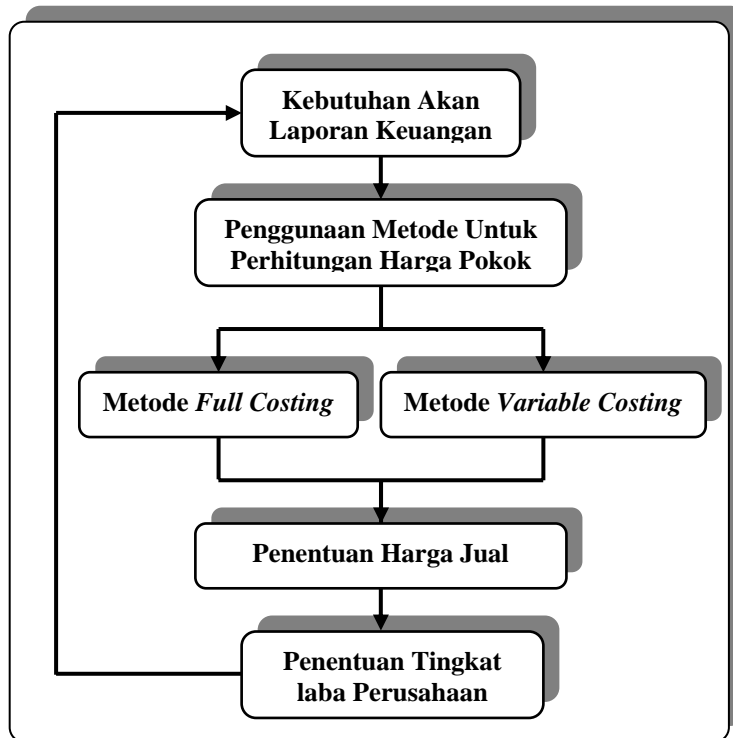 Kebutuhan Akan
Laporan Keuangan
Penggunaan Metode Untuk
Perhitungan Harga Pokok
Metode Full Costing
Metode Variable Costing
Penentuan Harga Jual
Penentuan Tingkat
laba Perusahaan